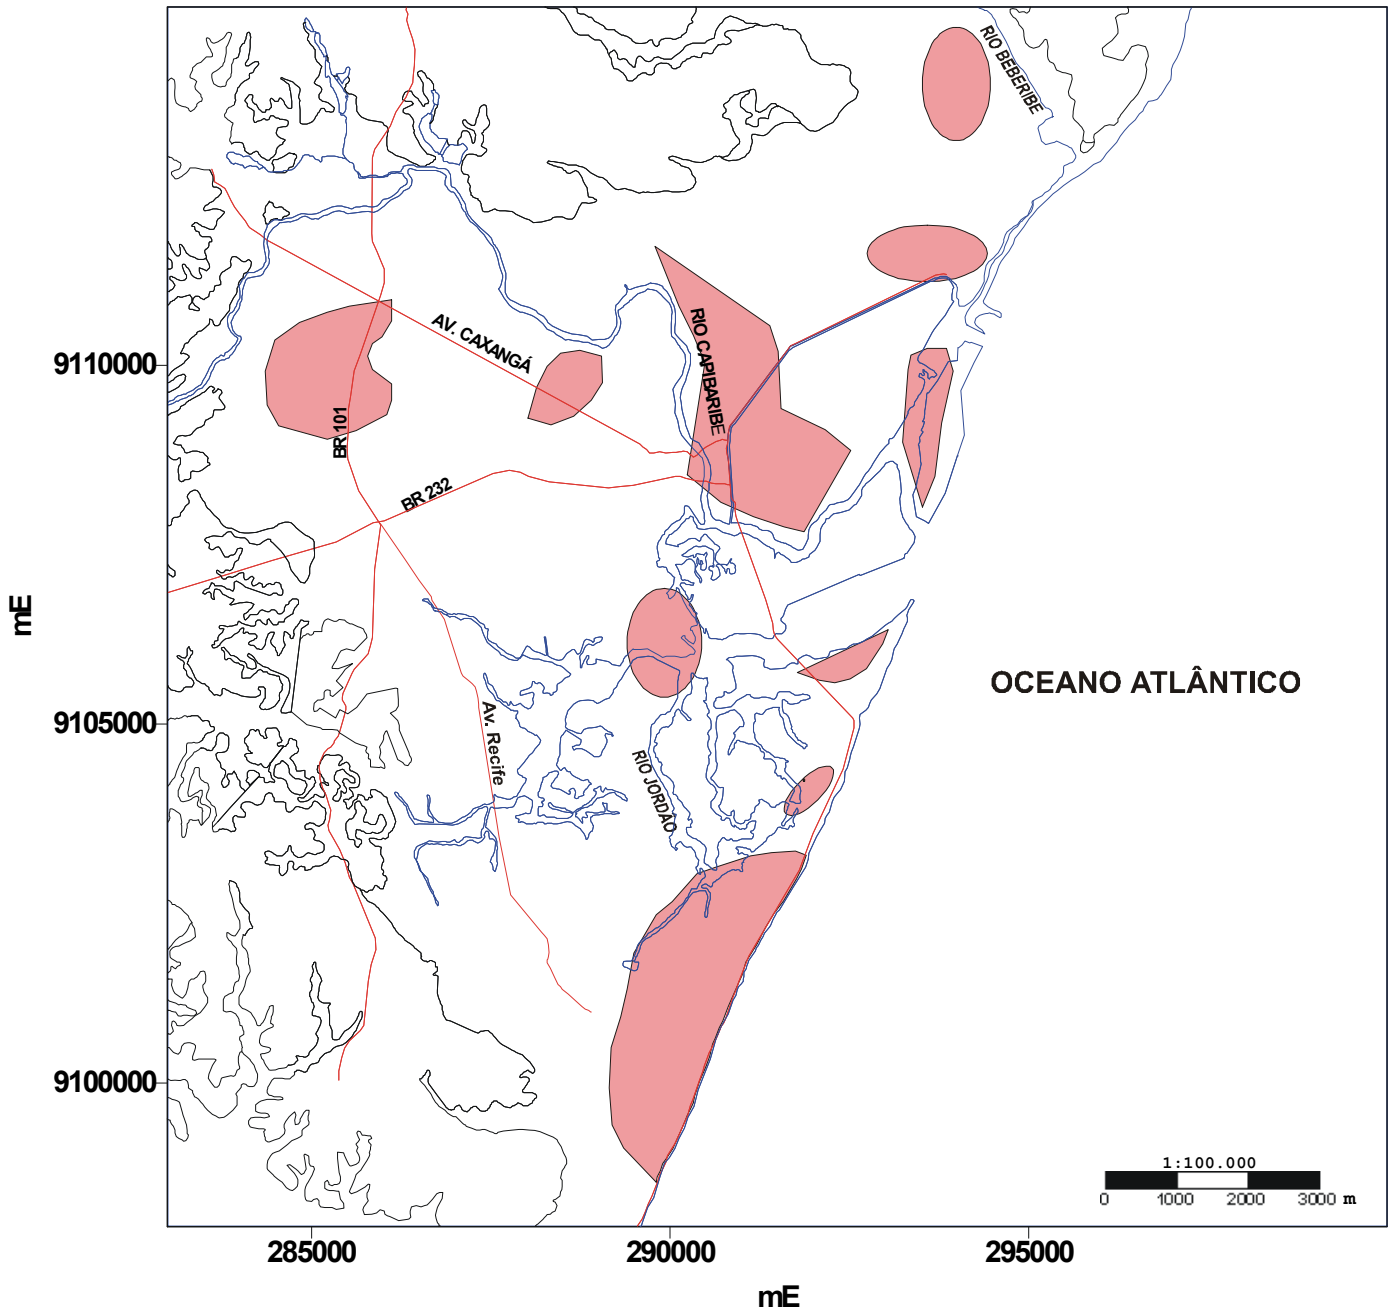 RIO BEBERIBE
AV. CAXANGÁ
RIO CAPIBARIBE
9110000
BR 101
BR 232
mE
OCEANO ATLÂNTICO
9105000
Av. Recife
RIO JORDÃO
9100000
1:100.000
0 1000 2000 3000 m
285000 290000 295000
mE